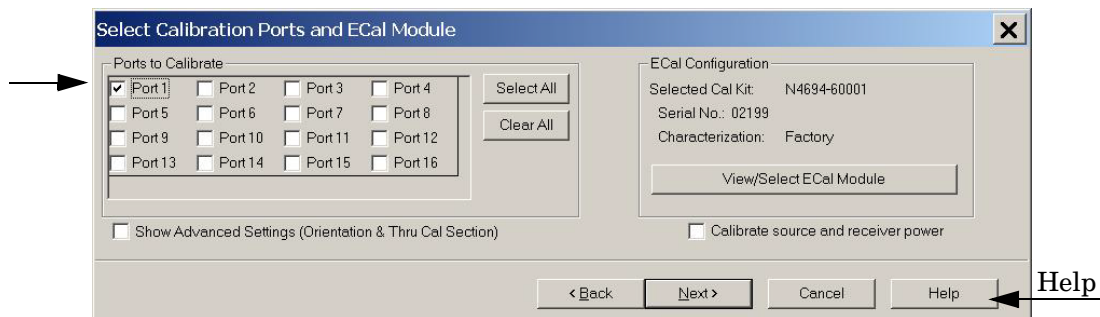 Select Calibration Ports and ECal Module
Ports to Calibrate
Port 1 Port 2 Port 3 Port 4
Port 5 Port 6 Port 7 Port 8
Port 9 Port 10 Port 11 Port 12
Port 13 Port 14 Port 15 Port 16
Select All
Clear All
ECal Configuration
Selected Cal Kit: N4694-60001
Serial No.: 02199
Characterization: Factory
View/Select ECal Module
Show Advanced Settings (Orientation & Thru Cal Section)
Calibrate source and receiver power
< Back Next > Cancel Help
Help